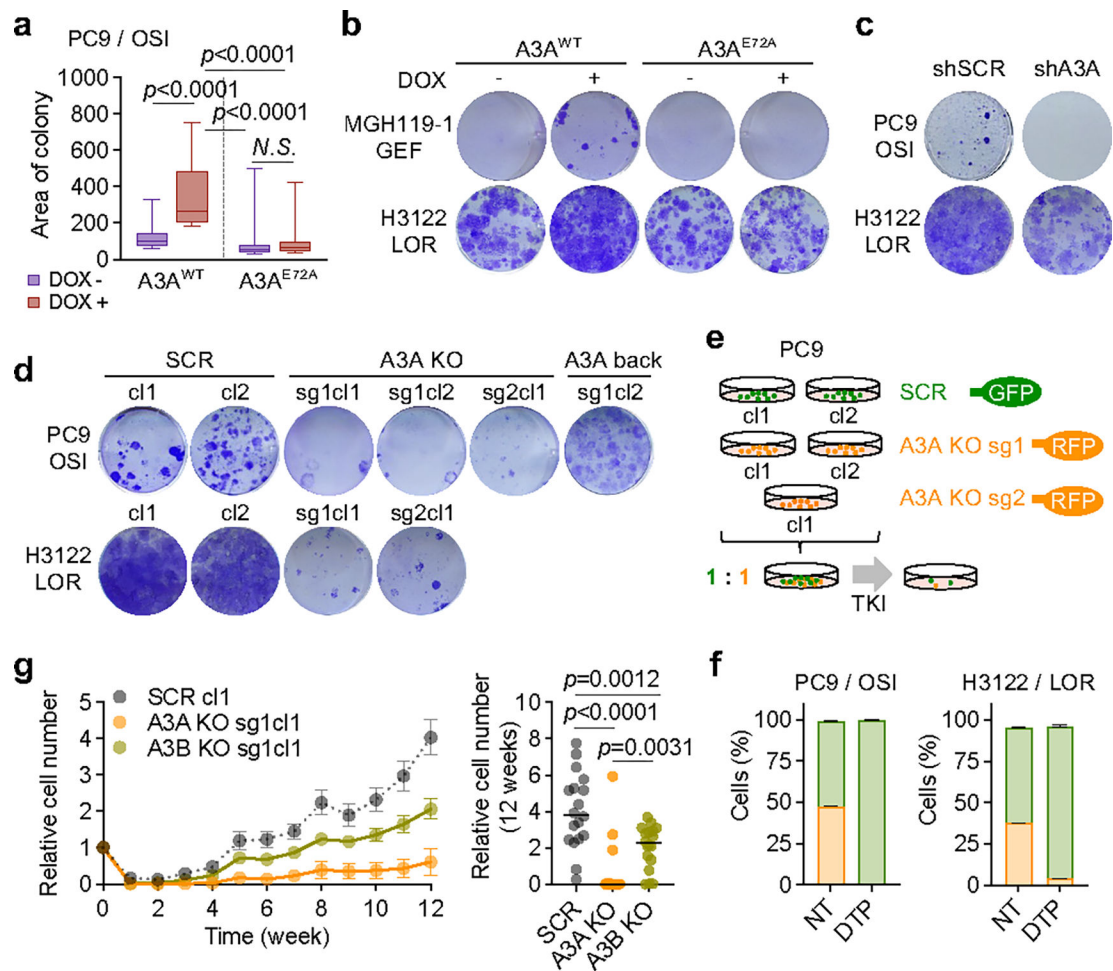 a
PC9 / OSI
p<0.0001
p<0.0001
p<0.0001
N.S.
Area of colony
1000
800
600
400
200
0
A3A^WT
A3A^E72A
DOX -
DOX +
b
A3A^WT
A3A^E72A
DOX
-
+
-
+
MGH119-1
GEF
H3122
LOR
c
shSCR
shA3A
PC9
OSI
H3122
LOR
d
SCR
A3A KO
A3A back
cl1
cl2
sg1cl1
sg1cl2
sg2cl1
sg1cl2
PC9
OSI
cl1
cl2
sg1cl1
sg2cl1
H3122
LOR
e
PC9
cl1
cl2
SCR
GFP
cl1
cl2
A3A KO sg1
RFP
cl1
A3A KO sg2
RFP
1 : 1
TKI
g
Relative cell number
5
4
3
2
1
0
SCR cl1
A3A KO sg1cl1
A3B KO sg1cl1
0
2
4
6
8
10
12
Time (week)
Relative cell number
(12 weeks)
p=0.0012
p<0.0001
p=0.0031
10
8
6
4
2
0
SCR
A3A KO
A3B KO
f
PC9 / OSI
Cells (%)
100
50
0
NT
DTP
H3122 / LOR
Cells (%)
100
50
0
NT
DTP